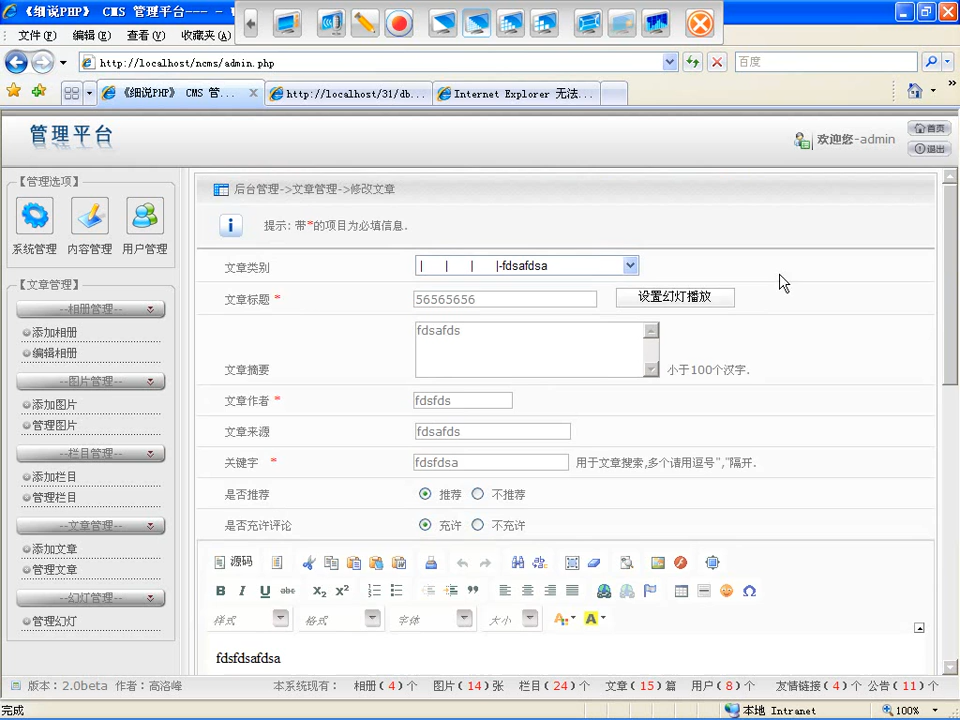 《细说PHP》 CMS 管理平台---
文件(F) 编辑(E) 查看(V) 收藏夹(A)
http://localhost/ncms/admin.php
百度
《细说PHP》 CMS 管...
http://localhost/31/db...
Internet Explorer 无法...
管理平台
欢迎您-admin
首页
退出
【管理选项】
系统管理 内容管理 用户管理
【文章管理】
--相册管理--
添加相册
编辑相册
--图片管理--
添加图片
管理图片
--栏目管理--
添加栏目
管理栏目
--文章管理--
添加文章
管理文章
--幻灯管理--
管理幻灯
后台管理->文章管理->修改文章
提示: 带*的项目为必填信息.
文章类别 | | | |-fdsafdsa
文章标题 * 56565656 设置幻灯播放
fdsafds
文章摘要 小于100个汉字.
文章作者 * fdsfds
文章来源 fdsafds
关键字 * fdsfdsa 用于文章搜索,多个请用逗号","隔开.
是否推荐 推荐 不推荐
是否允许评论 允许 不允许
源码
B I U abc X₂ X²
样式 格式 字体 大小 A A
fdsfdsafdsa
版本: 2.0beta 作者: 高洛峰 本系统现有: 相册(4)个 图片(14)张 栏目(24)个 文章(15)篇 用户(8)个 友情链接(4)个 公告(11)个
完成 本地 Intranet 100%